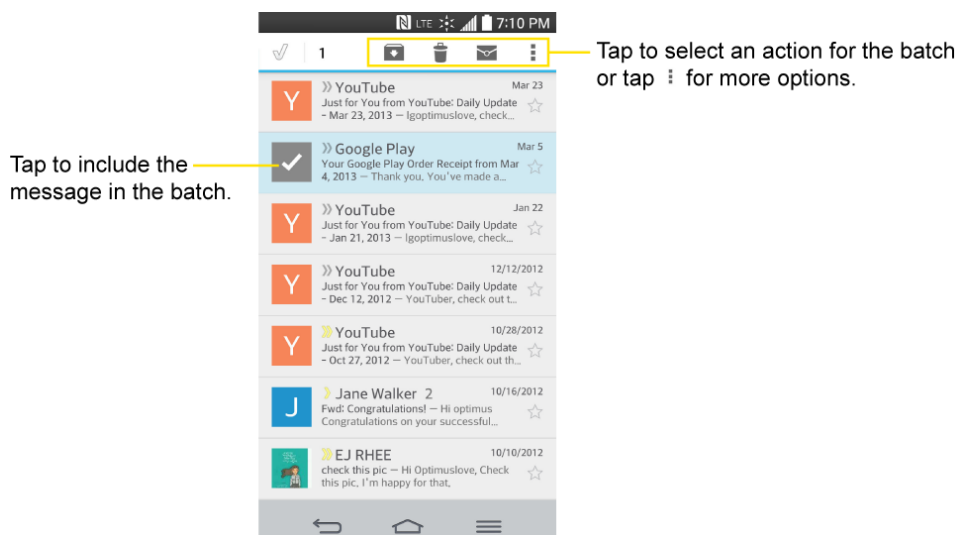 LTE 7:10 PM
1
Tap to select an action for the batch
or tap ⋮ for more options.
Y
YouTube Mar 23
Just for You from YouTube: Daily Update
- Mar 23, 2013 — lgoptimuslove, check...
Tap to include the
message in the batch.
Google Play Mar 5
Your Google Play Order Receipt from Mar
4, 2013 — Thank you, You've made a...
Y
YouTube Jan 22
Just for You from YouTube: Daily Update
- Jan 21, 2013 — lgoptimuslove, check...
Y
YouTube 12/12/2012
Just for You from YouTube: Daily Update
- Dec 12, 2012 — YouTuber, check out t...
Y
YouTube 10/28/2012
Just for You from YouTube: Daily Update
- Oct 27, 2012 — YouTuber, check out th...
J
Jane Walker 2 10/16/2012
Fwd: Congratulations! — Hi optimus
Congratulations on your successful...
EJ RHEE 10/10/2012
check this pic — Hi Optimuslove, Check
this pic, I'm happy for that,